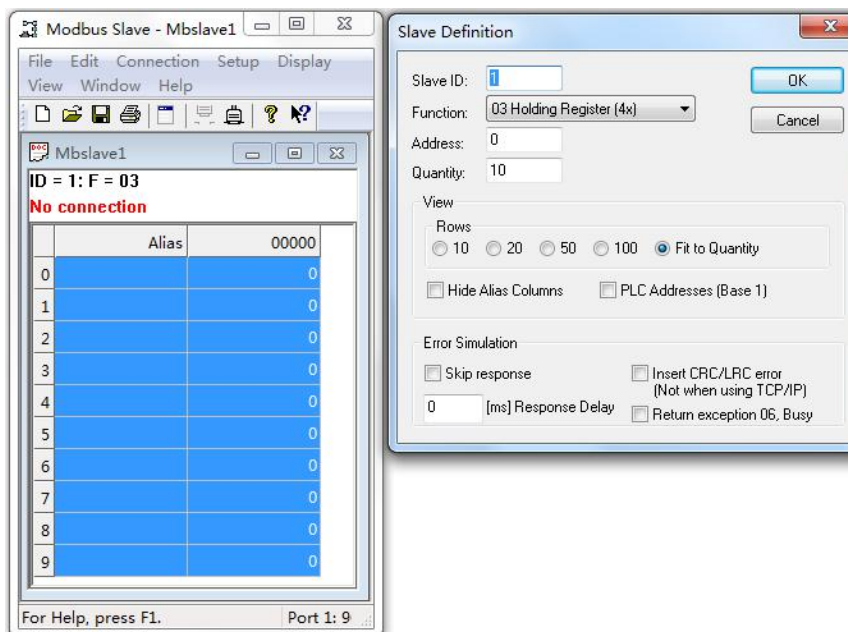 Modbus Slave - Mbslave1
File Edit Connection Setup Display
View Window Help
Mbslave1
ID = 1: F = 03
No connection
Alias 00000
0 0
1 0
2 0
3 0
4 0
5 0
6 0
7 0
8 0
9 0
For Help, press F1. Port 1: 9
Slave Definition
Slave ID: 1
OK
Function: 03 Holding Register (4x)
Cancel
Address: 0
Quantity: 10
View
Rows
10 20 50 100 Fit to Quantity
Hide Alias Columns PLC Addresses (Base 1)
Error Simulation
Skip response Insert CRC/LRC error
(Not when using TCP/IP)
0 [ms] Response Delay Return exception 06, Busy